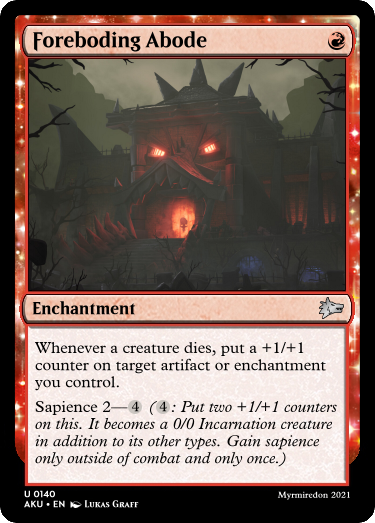 Foreboding Abode
Enchantment
Whenever a creature dies, put a +1/+1
counter on target artifact or enchantment
you control.
Sapience 2—4 (4: Put two +1/+1 counters
on this. It becomes a 0/0 Incarnation creature
in addition to its other types. Gain sapience
only outside of combat and only once.)
U 0140
AKU • EN Lukas Graff
Myrmiredon 2021